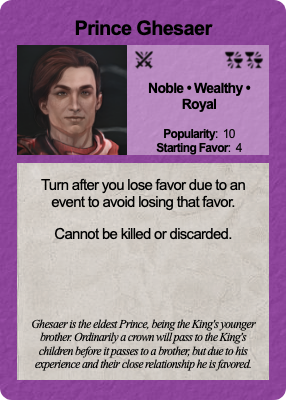 Prince Ghesaer
Noble • Wealthy •
Royal
Popularity: 10
Starting Favor: 4
Turn after you lose favor due to an
event to avoid losing that favor.
Cannot be killed or discarded.
Ghesaer is the eldest Prince, being the King's younger
brother. Ordinarily a crown will pass to the King's
children before it passes to a brother, but due to his
experience and their close relationship he is favored.